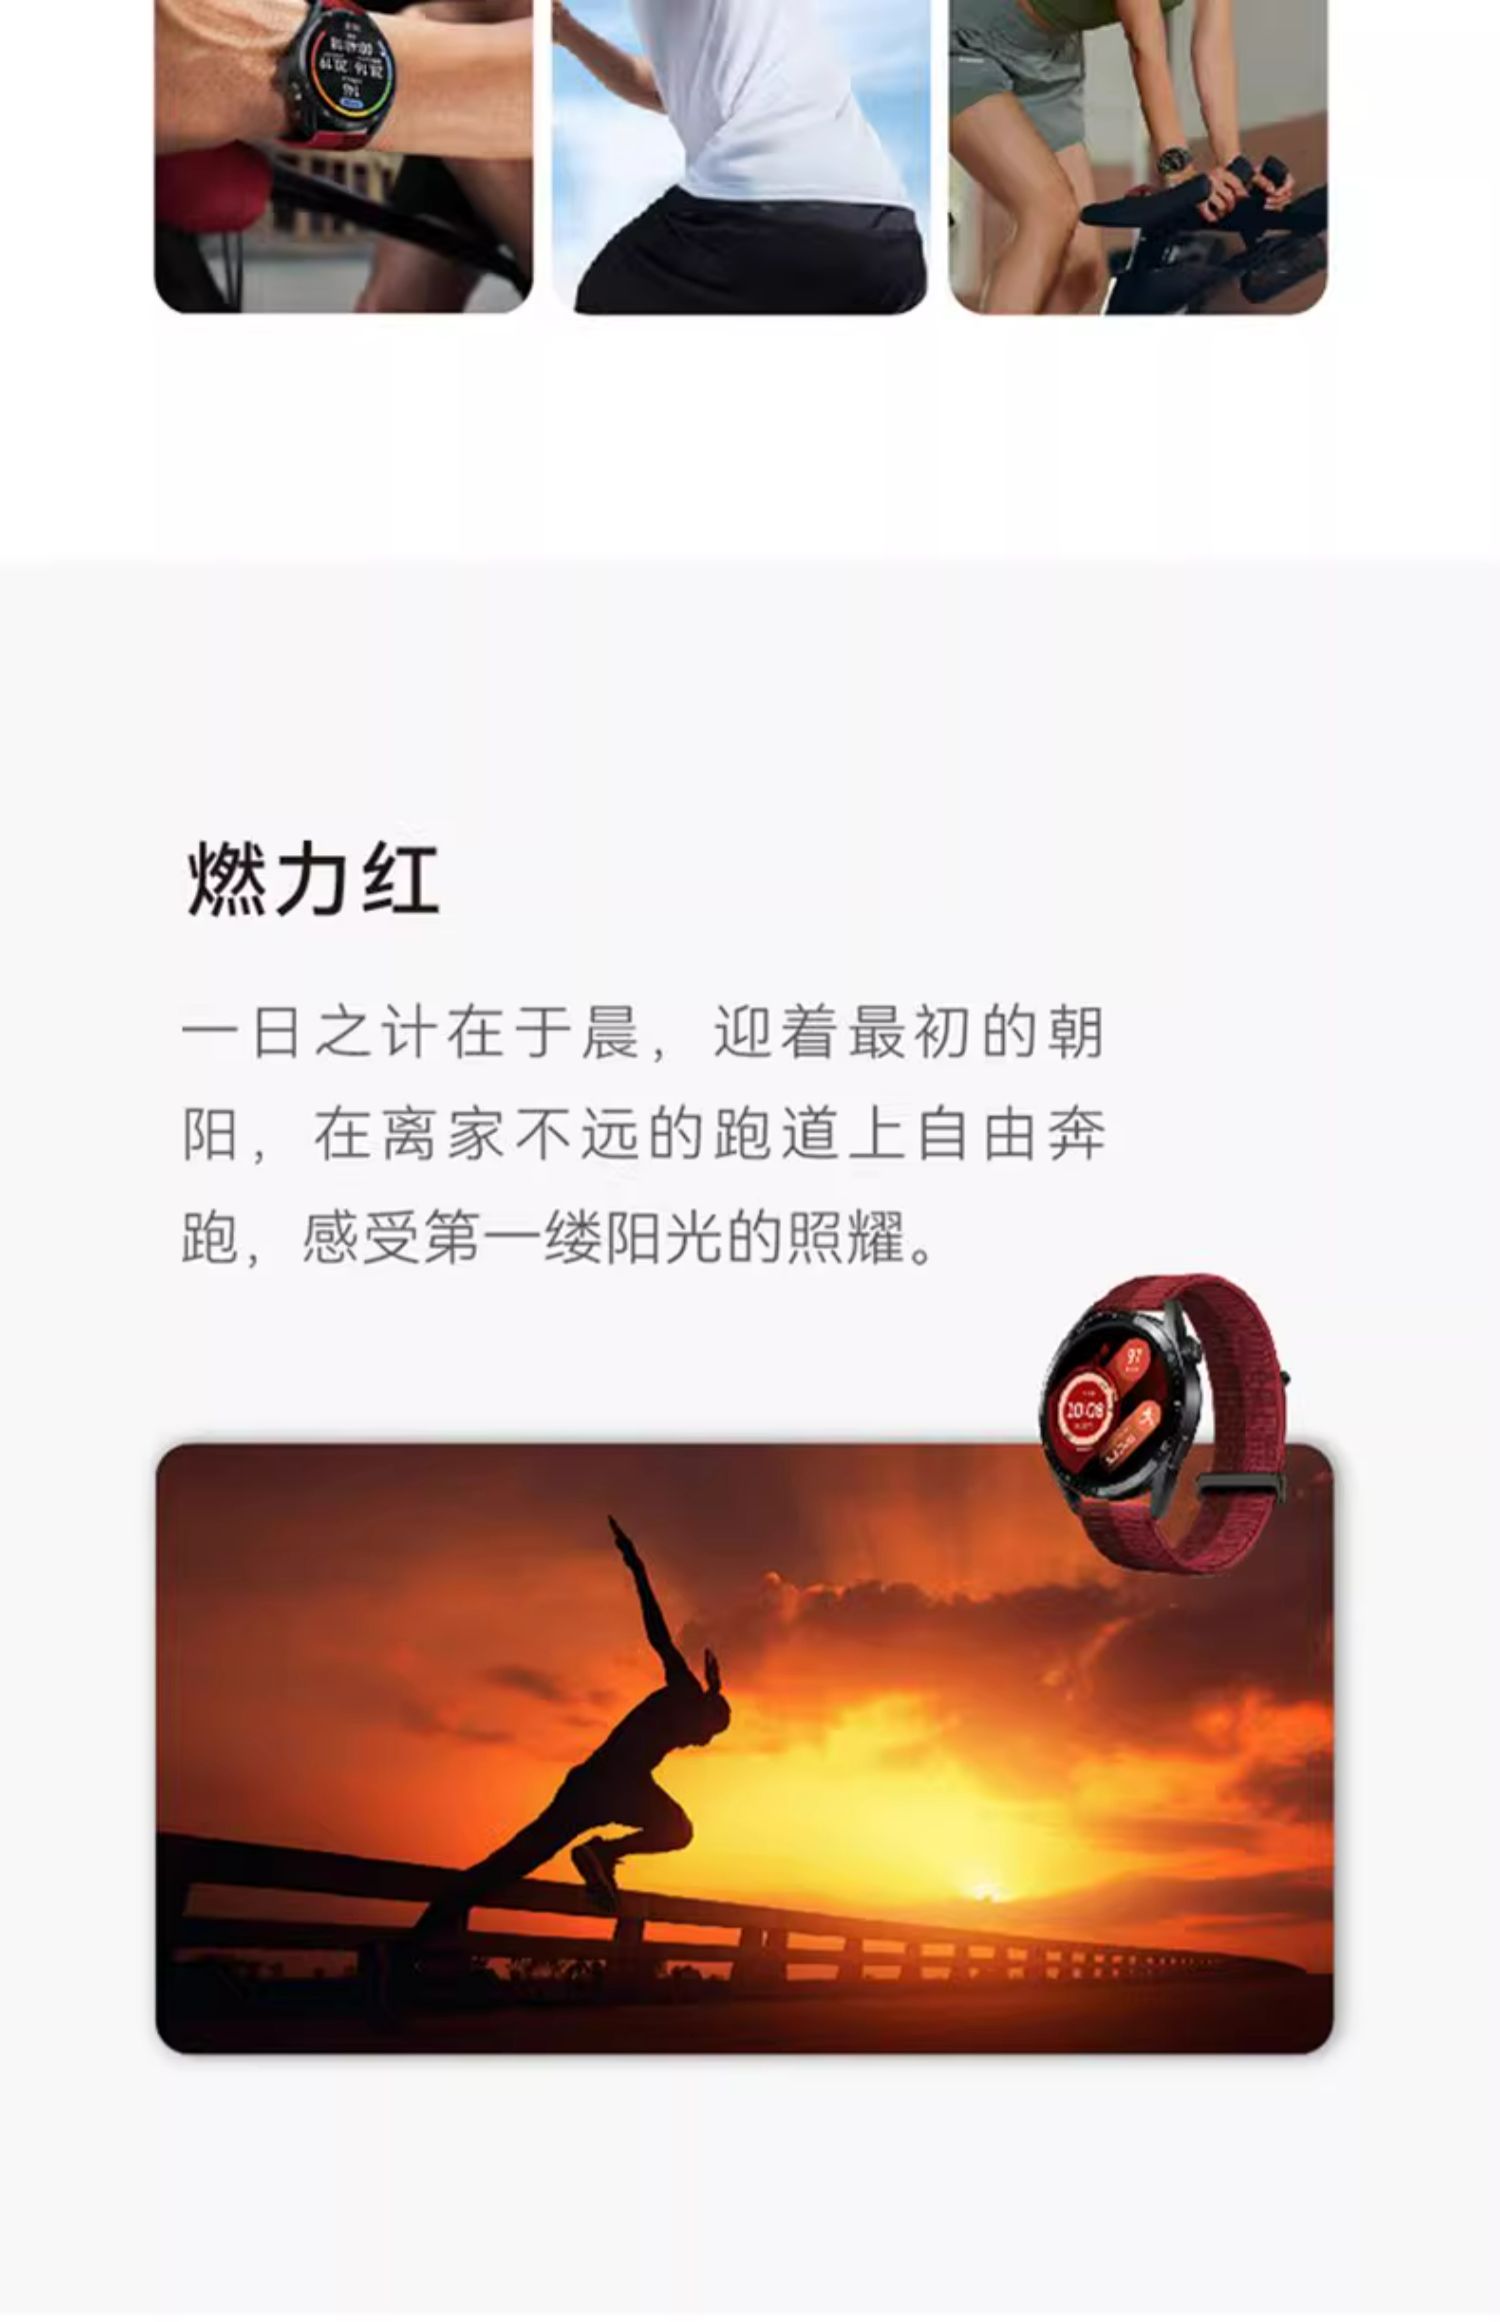 燃力红
一日之计在于晨，迎着最初的朝
阳，在离家不远的跑道上自由奔
跑，感受第一缕阳光的照耀。
97
10:08